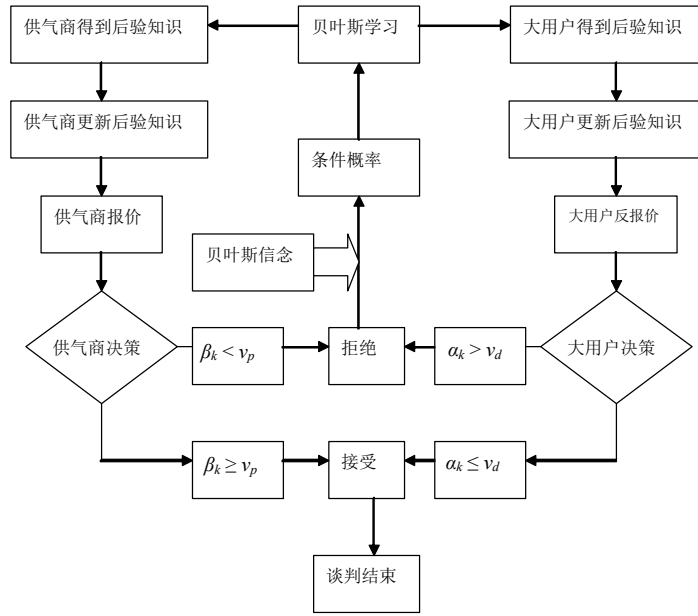 供气商得到后验知识
贝叶斯学习
大用户得到后验知识
供气商更新后验知识
大用户更新后验知识
条件概率
供气商报价
大用户反报价
贝叶斯信念
供气商决策
βk < vp
拒绝
αk > vd
大用户决策
βk ≥ vp
接受
αk ≤ vd
谈判结束